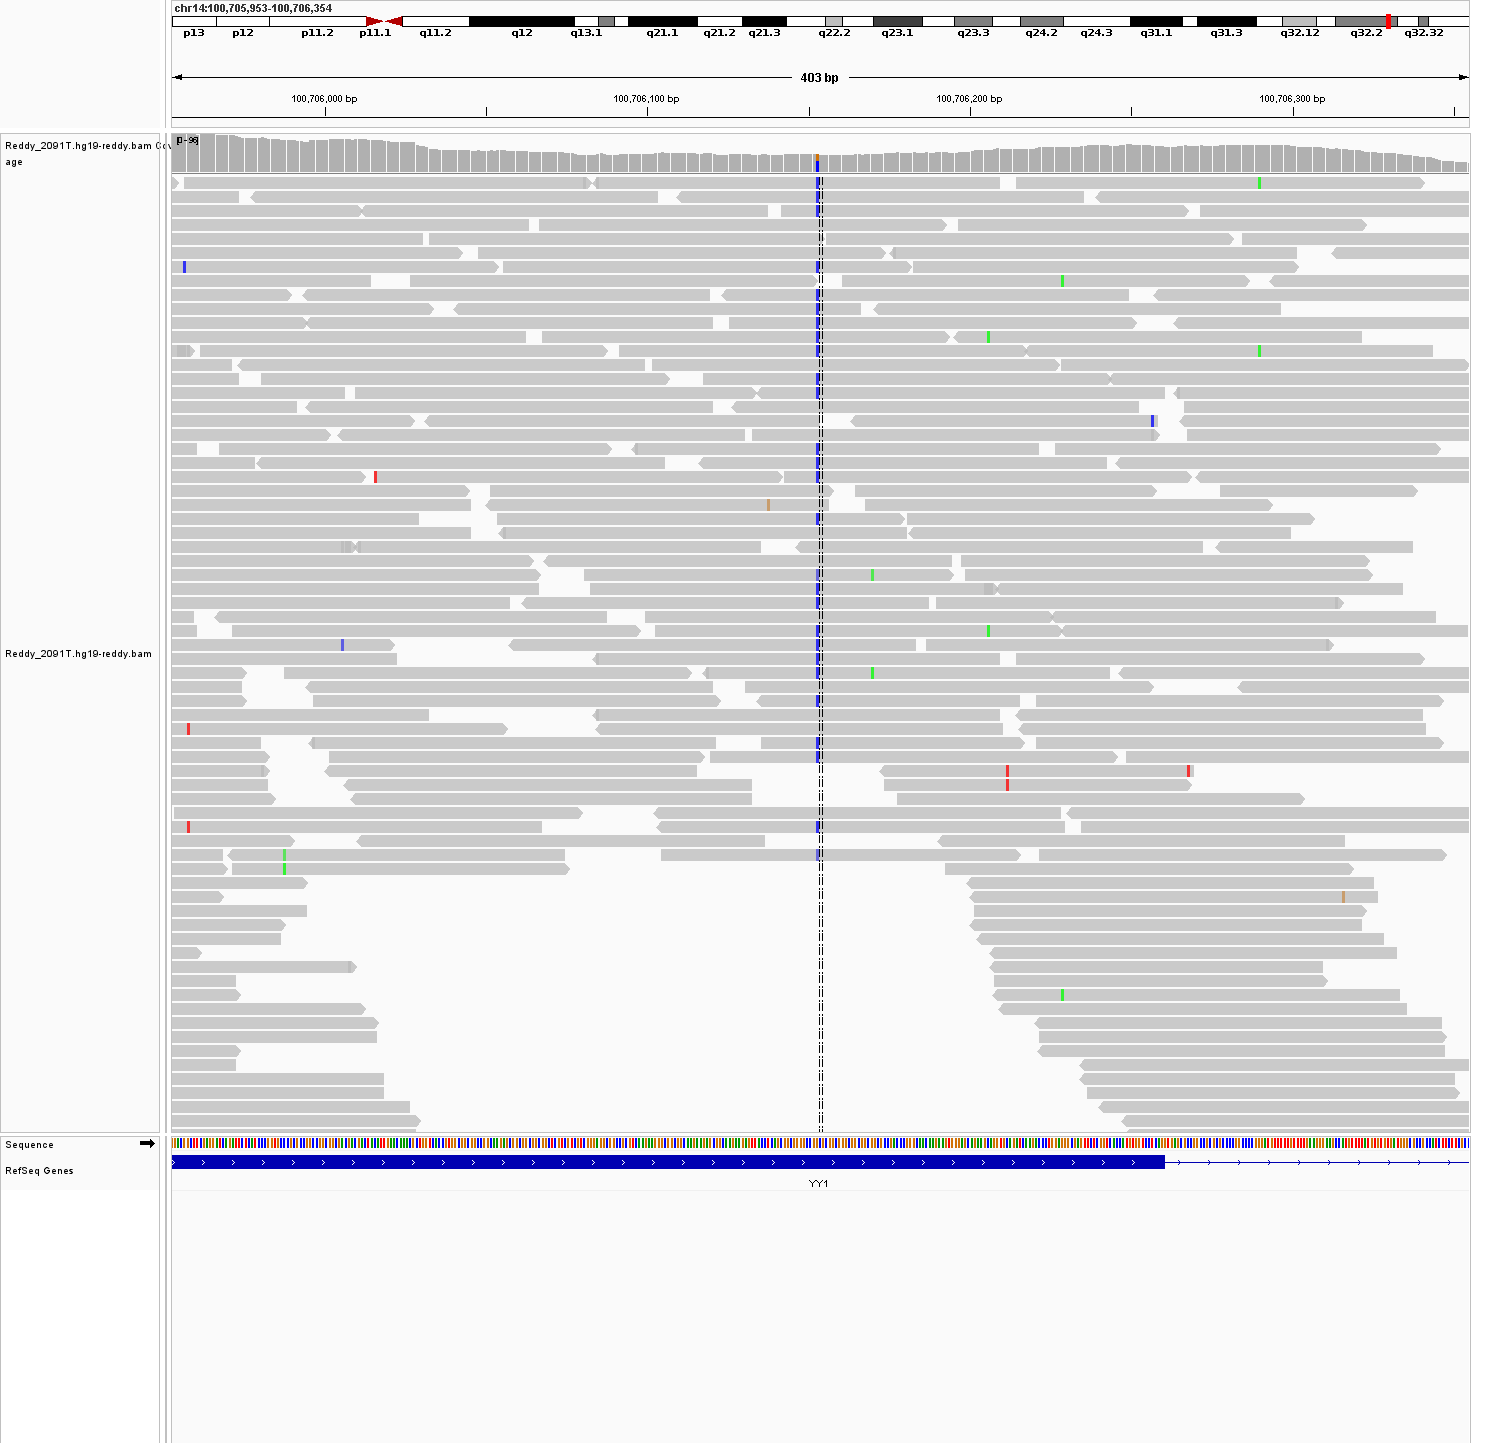 chr14:100,705,953-100,706,354
p13 p12 p11.2 p11.1 q11.2 q12 q13.1 q21.1 q21.2 q21.3 q22.2 q23.1 q23.3 q24.2 q24.3 q31.1 q31.3 q32.12 q32.2 q32.32
403 bp
100,706,000 bp 100,706,100 bp 100,706,200 bp 100,706,300 bp
Reddy_2091T.hg19-reddy.bam Cov
age
[0-96]
Reddy_2091T.hg19-reddy.bam
Sequence
RefSeq Genes
YY1